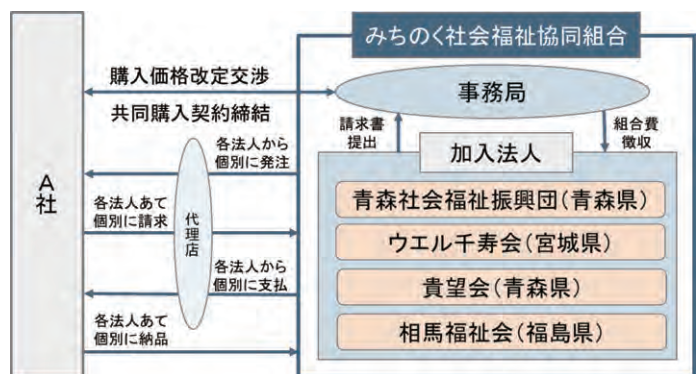 みちのく社会福祉協同組合
購入価格改定交渉
共同購入契約締結
事務局
請求書
提出
組合費
徴収
加入法人
青森社会福祉振興団(青森県)
ウエル千寿会(宮城県)
貴望会(青森県)
相馬福祉会(福島県)
A社
各法人から
個別に発注
各法人あて
個別に請求
代理店
各法人から
個別に支払
各法人あて
個別に納品